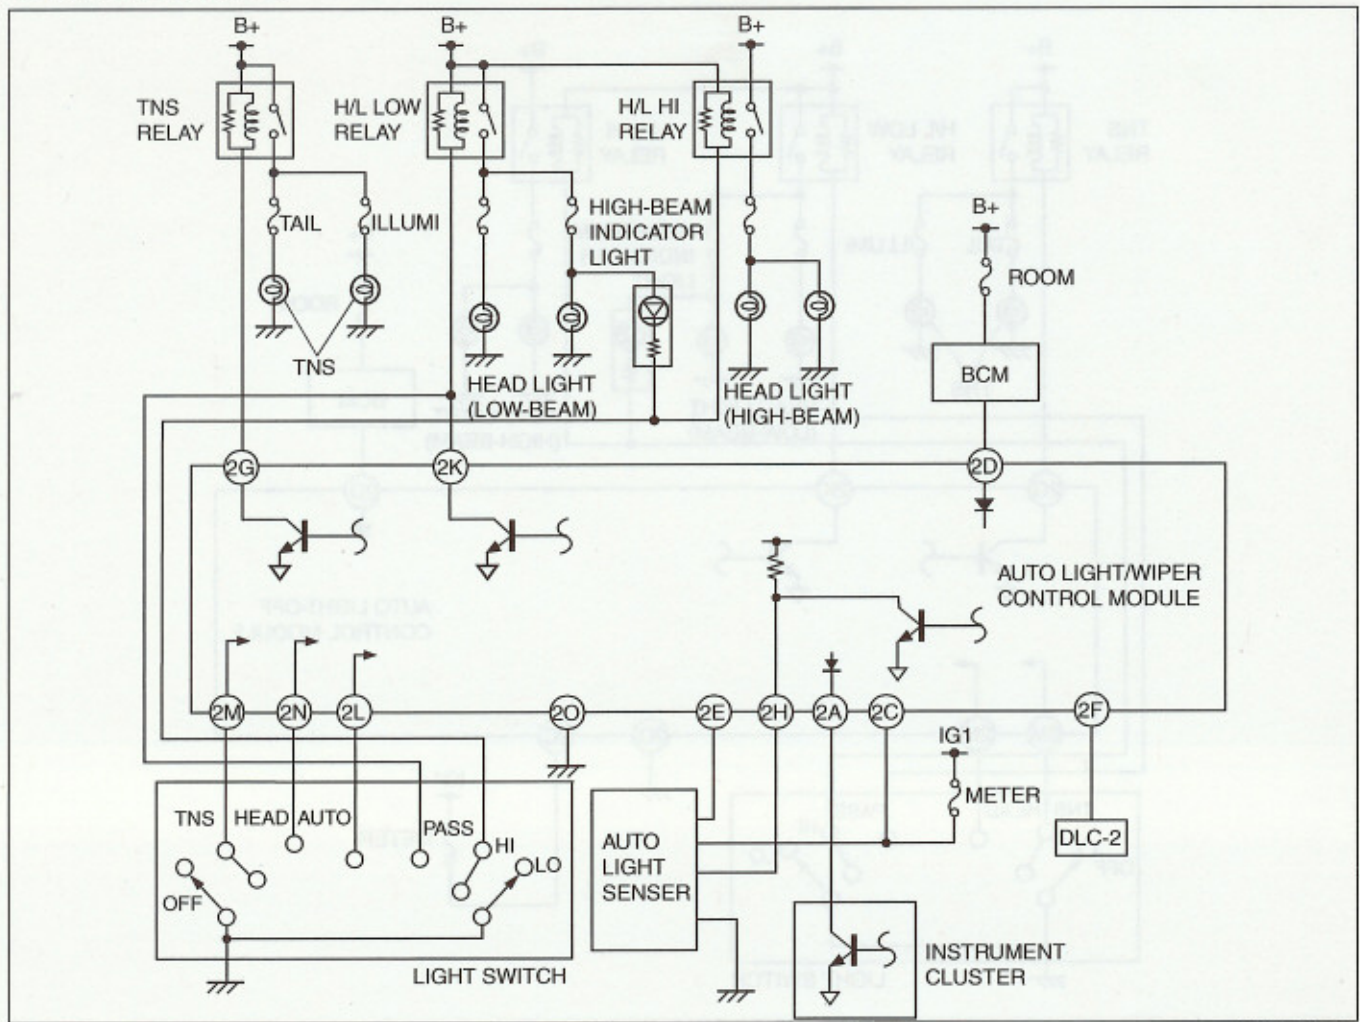 B+
B+
B+
TNS
RELAY
H/L LOW
RELAY
H/L HI
RELAY
TAIL
ILLUMI
HIGH-BEAM
INDICATOR
LIGHT
B+
ROOM
TNS
HEAD LIGHT
(LOW-BEAM)
HEAD LIGHT
(HIGH-BEAM)
BCM
2G
2K
2D
AUTO LIGHT/WIPER
CONTROL MODULE
2M
2N
2L
2O
2E
2H
2A
2C
2F
IG1
METER
TNS
HEAD
AUTO
PASS
HI
LO
OFF
LIGHT SWITCH
AUTO
LIGHT
SENSER
DLC-2
INSTRUMENT
CLUSTER